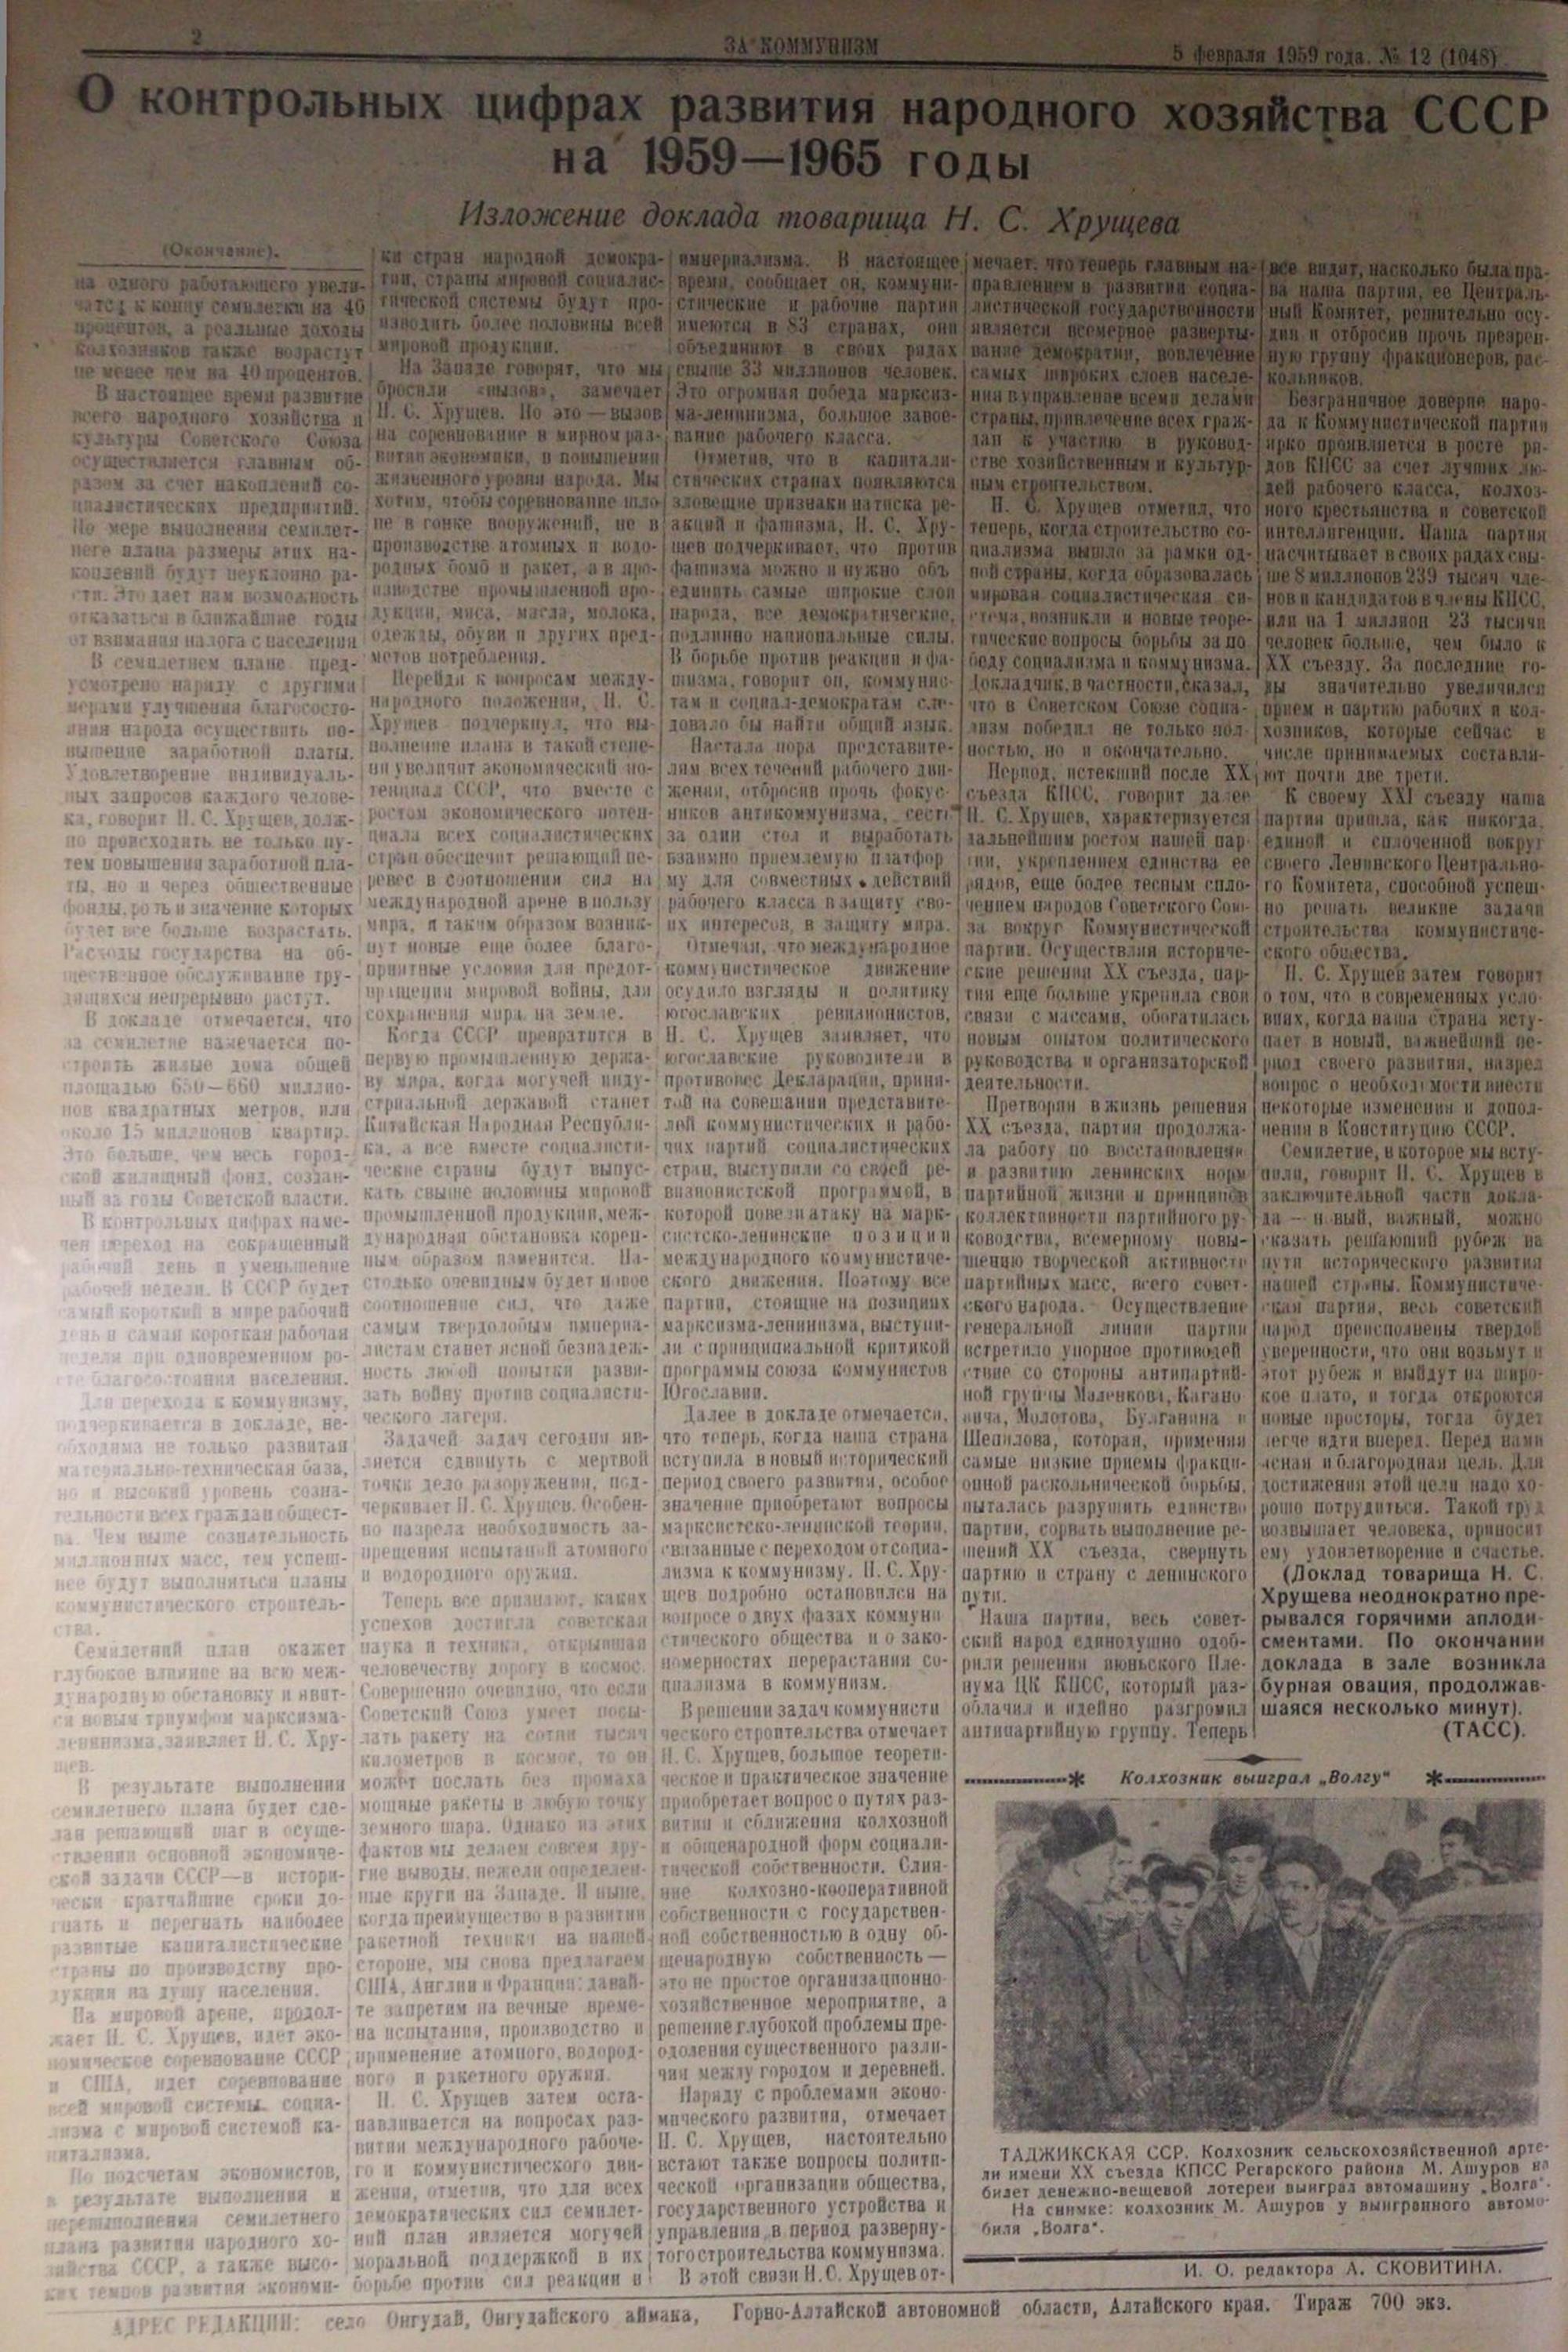 2
ЗА КОММУНИЗМ
5 февраля 1959 года. № 12 (1048)
О контрольных цифрах развития народного хозяйства СССР
на 1959—1965 годы
Изложение доклада товарища Н. С. Хрущева
(Окончание).
на одного работающего увели-
чатся к концу семилетки на 40
процентов, а реальные доходы
колхозников также возрастут
не менее чем на 40 процентов.
В настоящее время развитие
всего народного хозяйства и
культуры Советского Союза
осуществляется главным об-
разом за счет накоплений со-
циалистических предприятий.
По мере выполнения семилет-
него плана размеры этих на-
коплений будут неуклонно ра-
сти. Это дает нам возможность
отказаться в ближайшие годы
от взимания налога с населения
В семилетнем плане пред-
усмотрено наряду с другими
мерами улучшения благососто-
яния народа осуществить по-
вышение заработной платы.
Удовлетворение индивидуаль-
ных запросов каждого челове-
ка, говорит Н. С. Хрущев, долж-
но происходить не только пу-
тем повышения заработной пла-
ты, но и через общественные
фонды, роль и значение которых
будет все больше возрастать.
Расходы государства на об-
щественное обслуживание тру-
дящихся непрерывно растут.
В докладе отмечается, что
за семилетие намечается по-
строить жилые дома общей
площадью 650—660 миллио-
нов квадратных метров, или
около 15 миллионов квартир.
Это больше, чем весь город-
ской жилищный фонд, создан-
ный за годы Советской власти.
В контрольных цифрах наме-
чен переход на сокращенный
рабочий день и уменьшение
рабочей недели. В СССР будет
самый короткий в мире рабочий
день и самая короткая рабочая
неделя при одновременном ро-
сте благосостояния населения.
Для перехода к коммунизму,
подчеркивается в докладе, не-
обходима не только развитая
материально-техническая база,
но и высокий уровень созна-
тельности всех граждан общест-
ва. Чем выше сознательность
миллионных масс, тем успеш-
нее будут выполняться планы
коммунистического строитель-
ства.
Семилетний план окажет
глубокое влияние на всю меж-
дународную обстановку и явит-
ся новым триумфом марксизма-
ленинизма, заявляет Н. С. Хру-
щев.
В результате выполнения
семилетнего плана будет сде-
лан решающий шаг в осуще-
ствлении основной экономиче-
ской задачи СССР—в истори-
чески кратчайшие сроки до-
гнать и перегнать наиболее
развитые капиталистические
страны по производству про-
дукции на душу населения.
На мировой арене, продол-
жает Н. С. Хрущев, идет эко-
номическое соревнование СССР
и США, идет соревнование
всей мировой системы социа-
лизма с мировой системой ка-
питализма.
По подсчетам экономистов,
в результате выполнения и
перевыполнения семилетнего
плана развития народного хо-
зяйства СССР, а также высо-
ких темпов развития экономи-
ки стран народной демокра-
тии, страны мировой социалис-
тической системы будут про-
изводить более половины всей
мировой продукции.
На Западе говорят, что мы
бросили «вызов», замечает
Н. С. Хрущев. Но это — вызов
на соревнование в мирном раз-
витии экономики, в повышении
жизненного уровня народа. Мы
хотим, чтобы соревнование шло
не в гонке вооружений, не в
производстве атомных и водо-
родных бомб и ракет, а в про-
изводстве промышленной про-
дукции, мяса, масла, молока,
одежды, обуви и других пред-
метов потребления.
Перейдя к вопросам между-
народного положения, Н. С.
Хрущев подчеркнул, что вы-
полнение плана в такой степе-
ни увеличит экономический по-
тенциал СССР, что вместе с
ростом экономического потен-
циала всех социалистических
стран обеспечит решающий пе-
ревес в соотношении сил на
международной арене в пользу
мира, и таким образом возник-
нут новые еще более благо-
приятные условия для предот-
вращения мировой войны, для
сохранения мира на земле.
Когда СССР превратится в
первую промышленную держа-
ву мира, когда могучей инду-
стриальной державой станет
Китайская Народная Республи-
ка, а все вместе социалисти-
ческие страны будут выпус-
кать свыше половины мировой
промышленной продукции, меж-
дународная обстановка корен-
ным образом изменится. На-
столько очевидным будет новое
соотношение сил, что даже
самым твердолобым империа-
листам станет ясной безнадеж-
ность любой попытки развя-
зать войну против социалисти-
ческого лагеря.
Задачей задач сегодня яв-
ляется сдвинуть с мертвой
точки дело разоружения, под-
черкивает Н. С. Хрущев. Особен-
но назрела необходимость за-
прещения испытаний атомного
и водородного оружия.
Теперь все признают, каких
успехов достигла советская
наука и техника, открывшая
человечеству дорогу в космос.
Совершенно очевидно, что если
Советский Союз умеет посы-
лать ракету на сотни тысяч
километров в космос, то он
может послать без промаха
мощные ракеты в любую точку
земного шара. Однако из этих
фактов мы делаем совсем дру-
гие выводы, нежели определен-
ные круги на Западе. И ныне,
когда преимущество в развитии
ракетной техники на нашей
стороне, мы снова предлагаем
США, Англии и Франции: давай-
те запретим на вечные време-
на испытания, производство и
применение атомного, водород-
ного и ракетного оружия.
Н. С. Хрущев затем оста-
навливается на вопросах раз-
вития международного рабоче-
го и коммунистического дви-
жения, отметив, что для всех
демократических сил семилет-
ний план является могучей
моральной поддержкой в их
борьбе против сил реакции и
империализма. В настоящее
время, сообщает он, коммуни-
стические и рабочие партии
имеются в 83 странах, они
объединяют в своих рядах
свыше 33 миллионов человек.
Это огромная победа марксиз-
ма-ленинизма, большое завое-
вание рабочего класса.
Отметив, что в капитали-
стических странах появляются
зловещие признаки натиска ре-
акции и фашизма, Н. С. Хру-
щев подчеркивает, что против
фашизма можно и нужно объ
единить самые широкие слои
народа, все демократические,
подлинно национальные силы.
В борьбе против реакции и фа-
шизма, говорит он, коммунис-
там и социал-демократам сле-
довало бы найти общий язык.
Настала пора представите-
лям всех течений рабочего дви-
жения, отбросив прочь фокус-
ников антикоммунизма, сесть
за один стол и выработать
взаимно приемлемую платфор
му для совместных действий
рабочего класса в защиту сво-
их интересов, в защиту мира.
Отмечая, что международное
коммунистическое движение
осудило взгляды и политику
югославских ревизионистов,
Н. С. Хрущев заявляет, что
югославские руководители в
противовес Декларации, приня-
той на совещании представите-
лей коммунистических и рабо-
чих партий социалистических
стран, выступили со своей ре-
визионистской программой, в
которой повели атаку на марк-
систско-ленинские позиции
международного коммунистиче-
ского движения. Поэтому все
партии, стоящие на позициях
марксизма-ленинизма, выступи-
ли с принципиальной критикой
программы союза коммунистов
Югославии.
Далее в докладе отмечается,
что теперь, когда наша страна
вступила в новый исторический
период своего развития, особое
значение приобретают вопросы
марксистско-ленинской теории,
связанные с переходом от социа-
лизма к коммунизму. Н. С. Хру-
щев подробно остановился на
вопросе о двух фазах коммуни
стического общества и о зако-
номерностях перерастания со-
циализма в коммунизм.
В решении задач коммунисти
ческого строительства отмечает
Н. С. Хрущев, большое теорети-
ческое и практическое значение
приобретает вопрос о путях раз-
вития и сближения колхозной
и общенародной форм социали-
стической собственности. Слия-
ние колхозно-кооперативной
собственности с государствен-
ной собственностью в одну об-
щенародную собственность —
это не простое организационно-
хозяйственное мероприятие, а
решение глубокой проблемы пре-
одоления существенного разли-
чия между городом и деревней.
Наряду с проблемами эконо-
мического развития, отмечает
Н. С. Хрущев, настоятельно
встают также вопросы полити-
ческой организации общества,
государственного устройства и
управления в период разверну-
того строительства коммунизма.
В этой связи Н. С. Хрущев от-
мечает, что теперь главным на-
правлением в развитии социа-
листической государственности
является всемерное разверты-
вание демократии, вовлечение
самых широких слоев населе-
ния в управление всеми делами
страны, привлечение всех граж-
дан к участию в руковод-
стве хозяйственным и культур-
ным строительством.
Н. С. Хрущев отметил, что
теперь, когда строительство со-
циализма вышло за рамки од-
ной страны, когда образовалась
мировая социалистическая си-
стема, возникли и новые теоре-
тические вопросы борьбы за по
беду социализма и коммунизма.
Докладчик, в частности, сказал,
что в Советском Союзе социа-
лизм победил не только пол-
ностью, но и окончательно.
Период, истекший после XX
съезда КПСС, говорит далее
Н. С. Хрущев, характеризуется
дальнейшим ростом нашей пар-
тии, укреплением единства ее
рядов, еще более тесным спло-
чением народов Советского Сою-
за вокруг Коммунистической
партии. Осуществляя историче-
ские решения XX съезда, пар-
тия еще больше укрепила свои
связи с массами, обогатилась
новым опытом политического
руководства и организаторской
деятельности.
Претворяя в жизнь решения
XX съезда, партия продолжа-
ла работу по восстановлению
и развитию ленинских норм
партийной жизни и принципов
коллективности партийного ру-
ководства, всемерному повы-
шению творческой активности
партийных масс, всего совет-
ского народа. Осуществление
генеральной линии партии
встретило упорное противодей
ствие со стороны антипартий-
ной группы Маленкова, Кагано
вича, Молотова, Булганина и
Шепилова, которая, применяя
самые низкие приемы фракци-
онной раскольнической борьбы,
пыталась разрушить единство
партии, сорвать выполнение ре-
шений XX съезда, свернуть
партию и страну с ленинского
пути.
Наша партия, весь совет-
ский народ единодушно одоб-
рили решения июньского Пле-
нума ЦК КПСС, который раз-
облачил и идейно разгромил
антипартийную группу. Теперь
все видят, насколько была пра-
ва наша партия, ее Централь-
ный Комитет, решительно осу-
див и отбросив прочь презрен-
ную группу фракционеров, рас-
кольников.
Безграничное доверие наро-
да к Коммунистической партии
ярко проявляется в росте ря-
дов КПСС за счет лучших лю-
дей рабочего класса, колхоз-
ного крестьянства и советской
интеллигенции. Наша партия
насчитывает в своих рядах свы-
ше 8 миллионов 239 тысяч чле-
нов и кандидатов в члены КПСС,
или на 1 миллион 23 тысячи
человек больше, чем было к
XX съезду. За последние го-
ды значительно увеличился
прием в партию рабочих и кол-
хозников, которые сейчас в
числе принимаемых составля-
ют почти две трети.
К своему XXI съезду наша
партия пришла, как никогда,
единой и сплоченной вокруг
своего Ленинского Центрально-
го Комитета, способной успеш-
но решать великие задачи
строительства коммунистиче-
ского общества.
Н. С. Хрущев затем говорит
о том, что в современных усло-
виях, когда наша страна всту-
пает в новый, важнейший пе-
риод своего развития, назрел
вопрос о необходимости внести
некоторые изменения и допол-
нения в Конституцию СССР.
Семилетие, в которое мы всту-
пили, говорит Н. С. Хрущев в
заключительной части докла-
да — новый, важный, можно
сказать решающий рубеж на
пути исторического развития
нашей страны. Коммунистиче-
ская партия, весь советский
народ преисполнены твердой
уверенности, что они возьмут и
этот рубеж и выйдут на широ-
кое плато, и тогда откроются
новые просторы, тогда будет
легче идти вперед. Перед нами
ясная и благородная цель. Для
достижения этой цели надо хо-
рошо потрудиться. Такой труд
возвышает человека, приносит
ему удовлетворение и счастье.
(Доклад товарища Н. С.
Хрущева неоднократно пре-
рывался горячими аплоди-
сментами. По окончании
доклада в зале возникла
бурная овация, продолжав-
шаяся несколько минут).
(ТАСС).
Колхозник выиграл „Волгу“
ТАДЖИКСКАЯ ССР. Колхозник сельскохозяйственной арте-
ли имени XX съезда КПСС Регарского района М. Ашуров на
билет денежно-вещевой лотереи выиграл автомашину „Волга“.
На снимке: колхозник М. Ашуров у выигранного автомо-
биля „Волга“.
И. О. редактора А. СКОВИТИНА.
АДРЕС РЕДАКЦИИ: село Онгудай, Онгудайского аймака, Горно-Алтайской автономной области, Алтайского края. Тираж 700 экз.